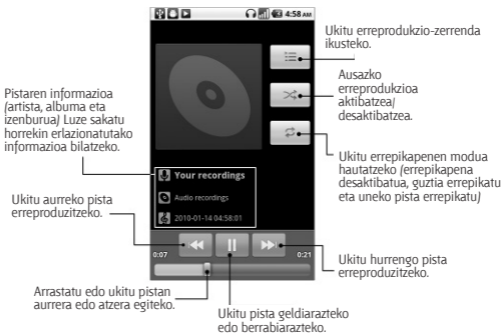 4:58 AM
Ukitu erreprodukzio-zerrenda
ikusteko.
Ausazko
erreprodukzioa
aktibatzea/
desaktibatzea.
Pistaren informazioa
(artista, albuma eta
izenburua) Luze sakatu
horrekin erlazionatutako
informazioa bilatzeko.
Ukitu errepikapenen modua
hautatzeko (errepikapena
desaktibatua, guztia errepikatu
eta uneko pista errepikatu)
Your recordings
Audio recordings
2010-01-14 04:58:01
Ukitu aurreko pista
erreproduzitzeko.
0:07
0:21
Ukitu hurrengo pista
erreproduzitzeko.
Arrastatu edo ukitu pistan
aurrera edo atzera egiteko.
Ukitu pista geldiarazteko
edo berrabiarazteko.